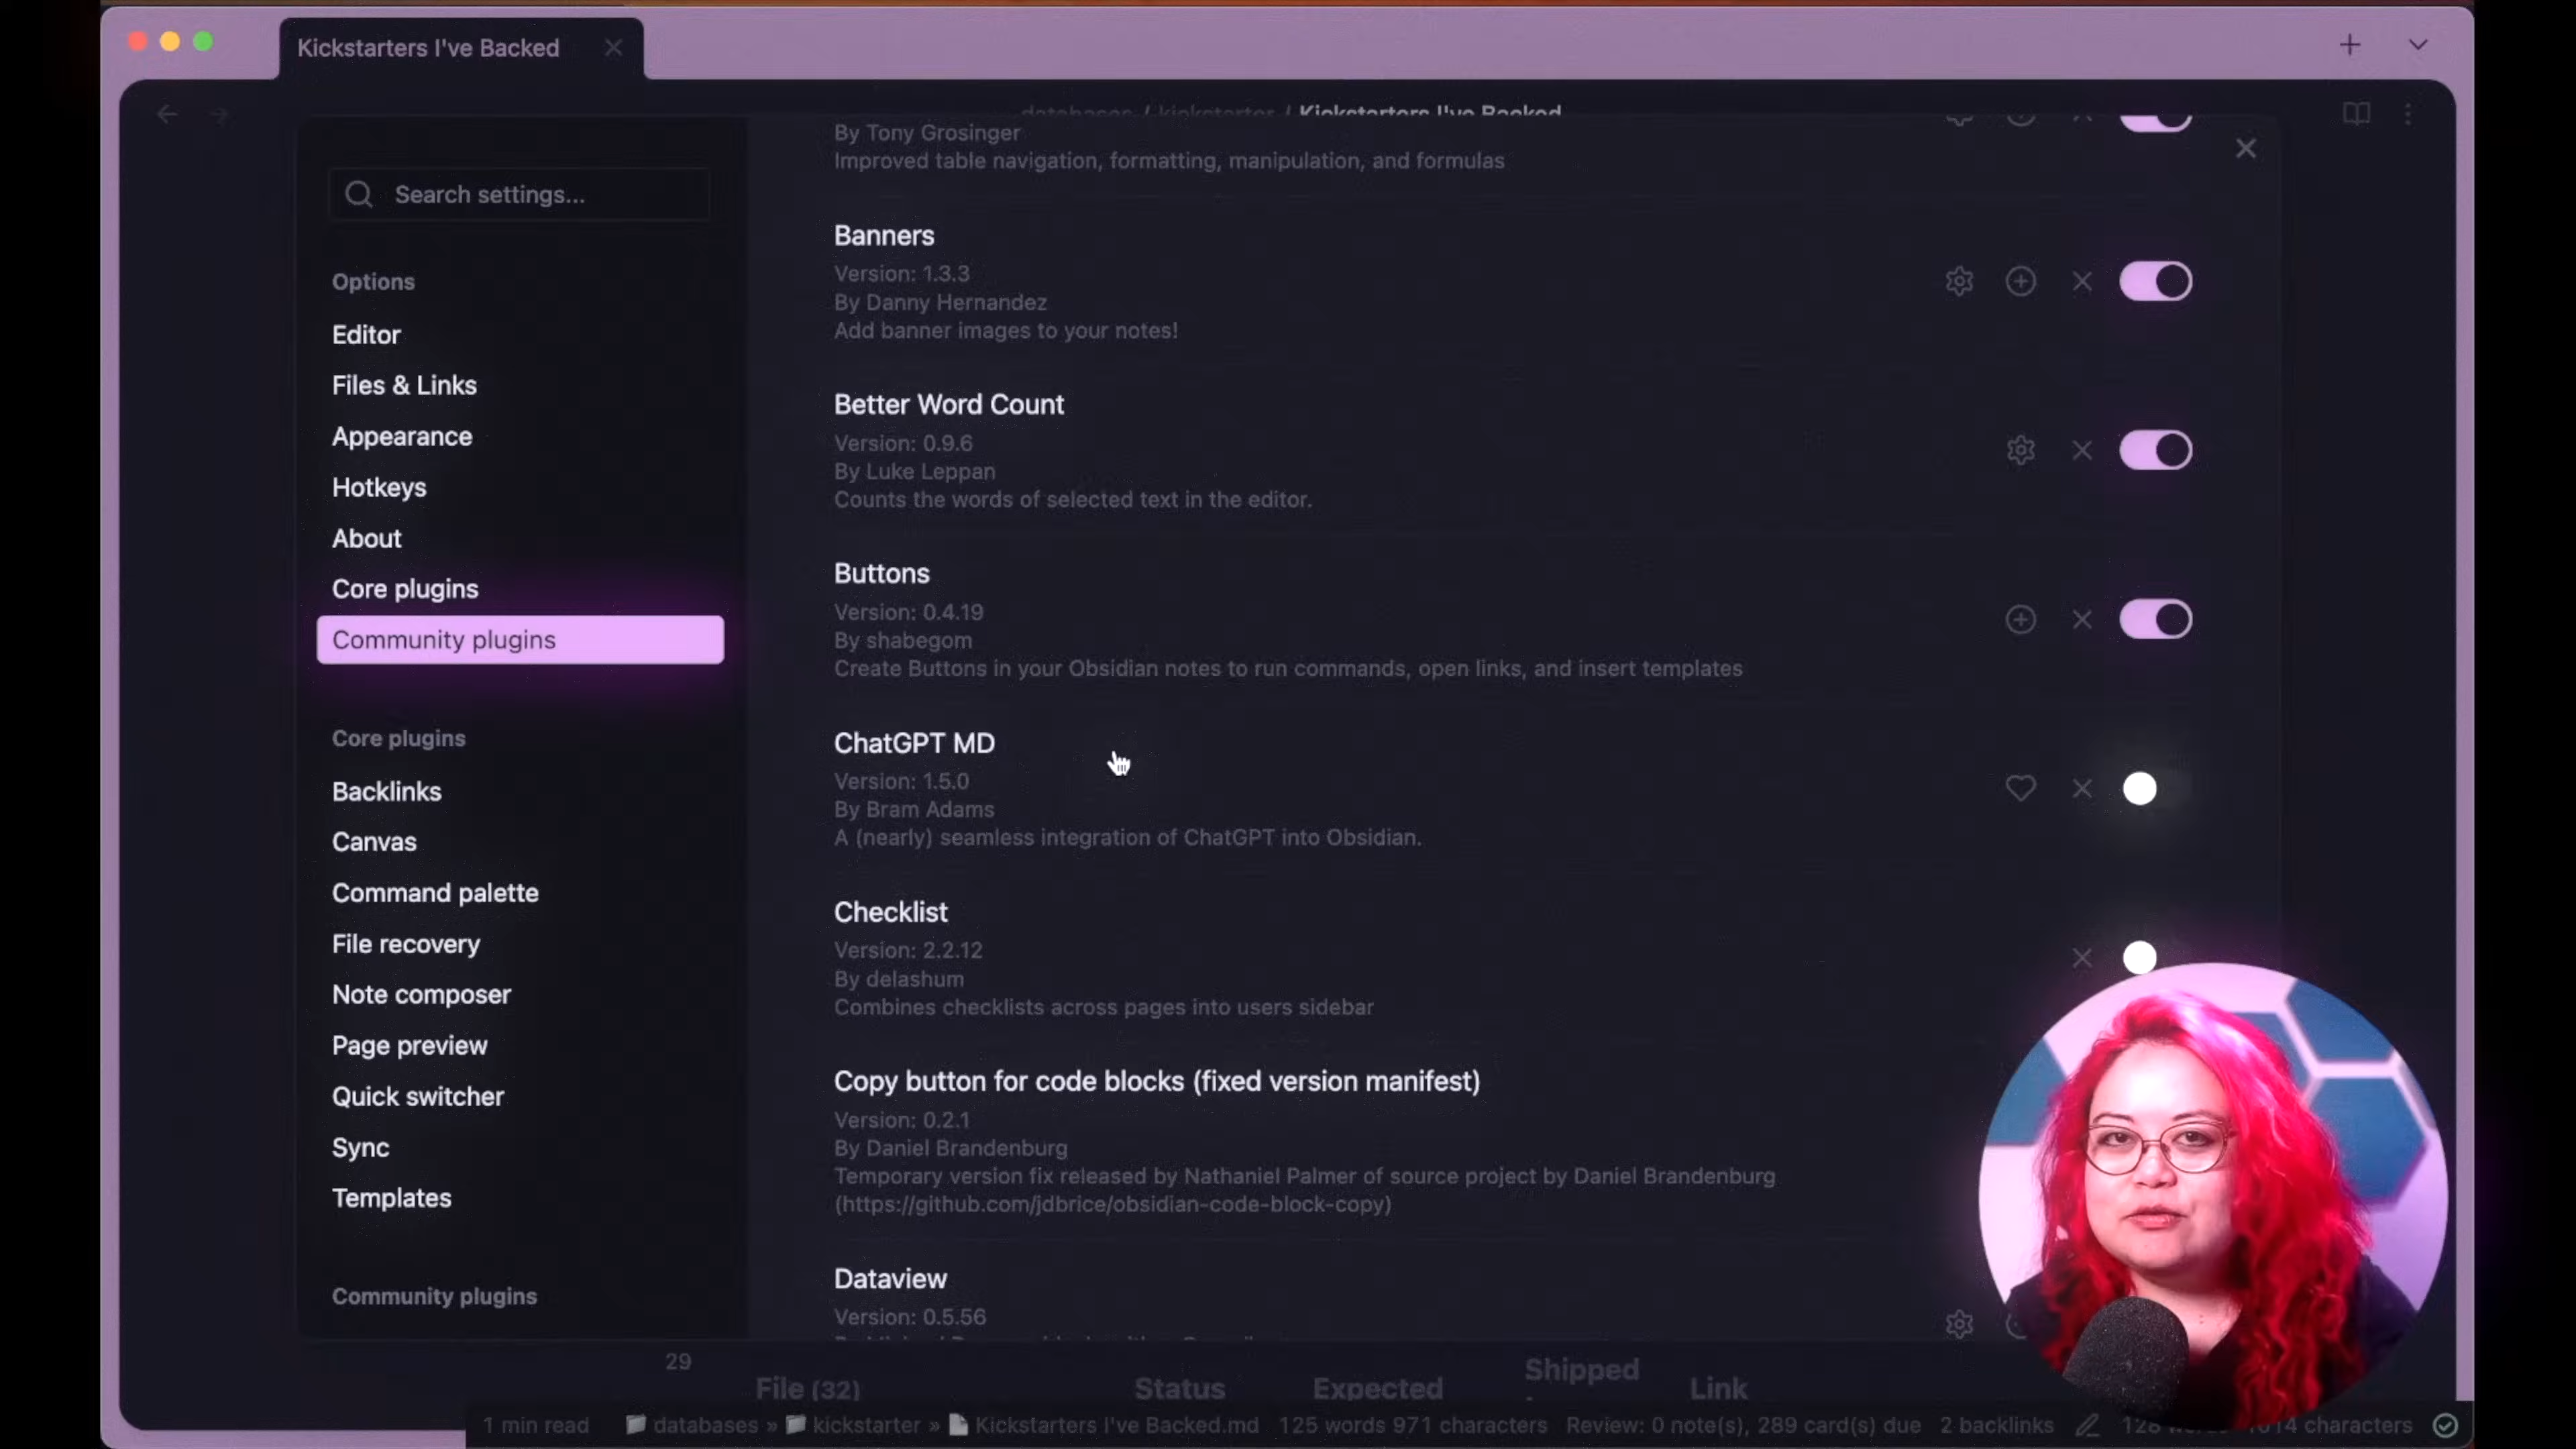 Kickstarters I've Backed
databases / kickstarter / Kickstarters I've Backed
Search settings...
Options
Editor
Files & Links
Appearance
Hotkeys
About
Core plugins
Community plugins
Core plugins
Backlinks
Canvas
Command palette
File recovery
Note composer
Page preview
Quick switcher
Sync
Templates
Community plugins
By Tony Grosinger
Improved table navigation, formatting, manipulation, and formulas
Banners
Version: 1.3.3
By Danny Hernandez
Add banner images to your notes!
Better Word Count
Version: 0.9.6
By Luke Leppan
Counts the words of selected text in the editor.
Buttons
Version: 0.4.19
By shabegom
Create Buttons in your Obsidian notes to run commands, open links, and insert templates
ChatGPT MD
Version: 1.5.0
By Bram Adams
A (nearly) seamless integration of ChatGPT into Obsidian.
Checklist
Version: 2.2.12
By delashum
Combines checklists across pages into users sidebar
Copy button for code blocks (fixed version manifest)
Version: 0.2.1
By Daniel Brandenburg
Temporary version fix released by Nathaniel Palmer of source project by Daniel Brandenburg
(https://github.com/jdbrice/obsidian-code-block-copy)
Dataview
Version: 0.5.56
29
File (32) Status Expected Shipped Link
1 min read databases » kickstarter » Kickstarters I've Backed.md 125 words 971 characters Review: 0 note(s), 289 card(s) due 2 backlinks characters